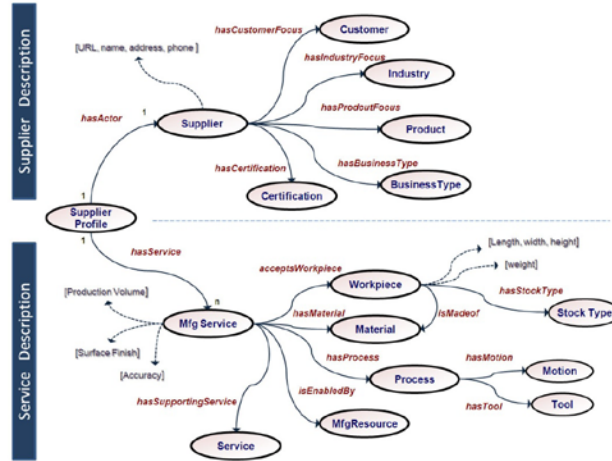 Supplier Description
[URL, name, address, phone ]
hasCustomerFocus
Customer
hasIndustryFocus
Industry
hasProdoutFocus
Product
hasBusinessType
BusinessType
hasCertification
Certification
hasActor
1
Supplier
1
Supplier
Profile
1
hasService
n
Service Description
[Production Volume]
Mfg Service
[Surface Finish]
[Accuracy]
acceptsWorkpiece
Workpiece
[Length, width, height]
[weight]
hasStockType
Stock Type
isMadeof
hasMaterial
Material
hasProcess
Process
hasMotion
Motion
hasTool
Tool
isEnabledBy
MfgResource
hasSupportingService
Service